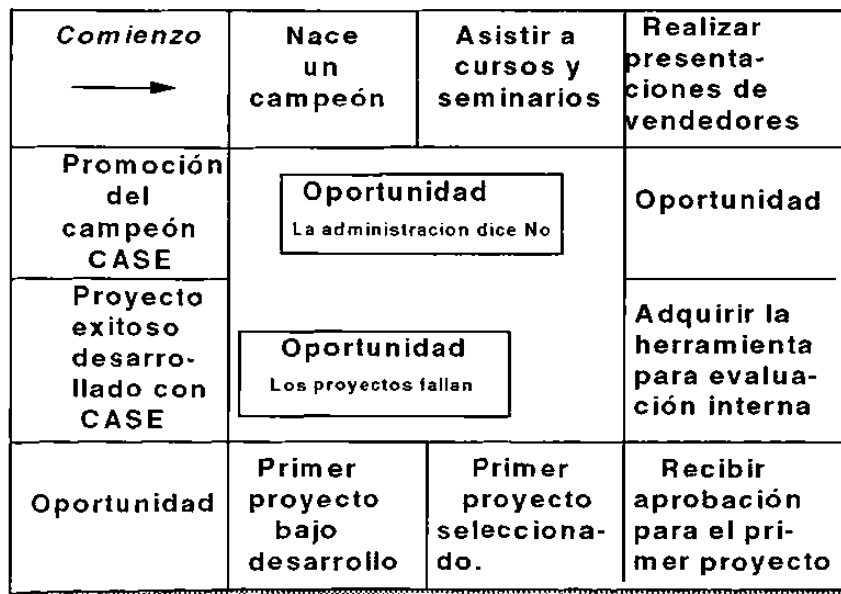 Comienzo
Nace
un
campeón
Asistir a
cursos y
seminarios
Realizar
presenta-
ciones de
vendedores
Promoción
del
campeón
CASE
Oportunidad
La administracion dice No
Oportunidad
Proyecto
exitoso
desarro-
llado con
CASE
Oportunidad
Los proyectos fallan
Adquirir la
herramienta
para evalua-
ción interna
Oportunidad
Primer
proyecto
bajo
desarrollo
Primer
proyecto
selecciona-
do.
Recibir
aprobación
para el pri-
mer proyecto